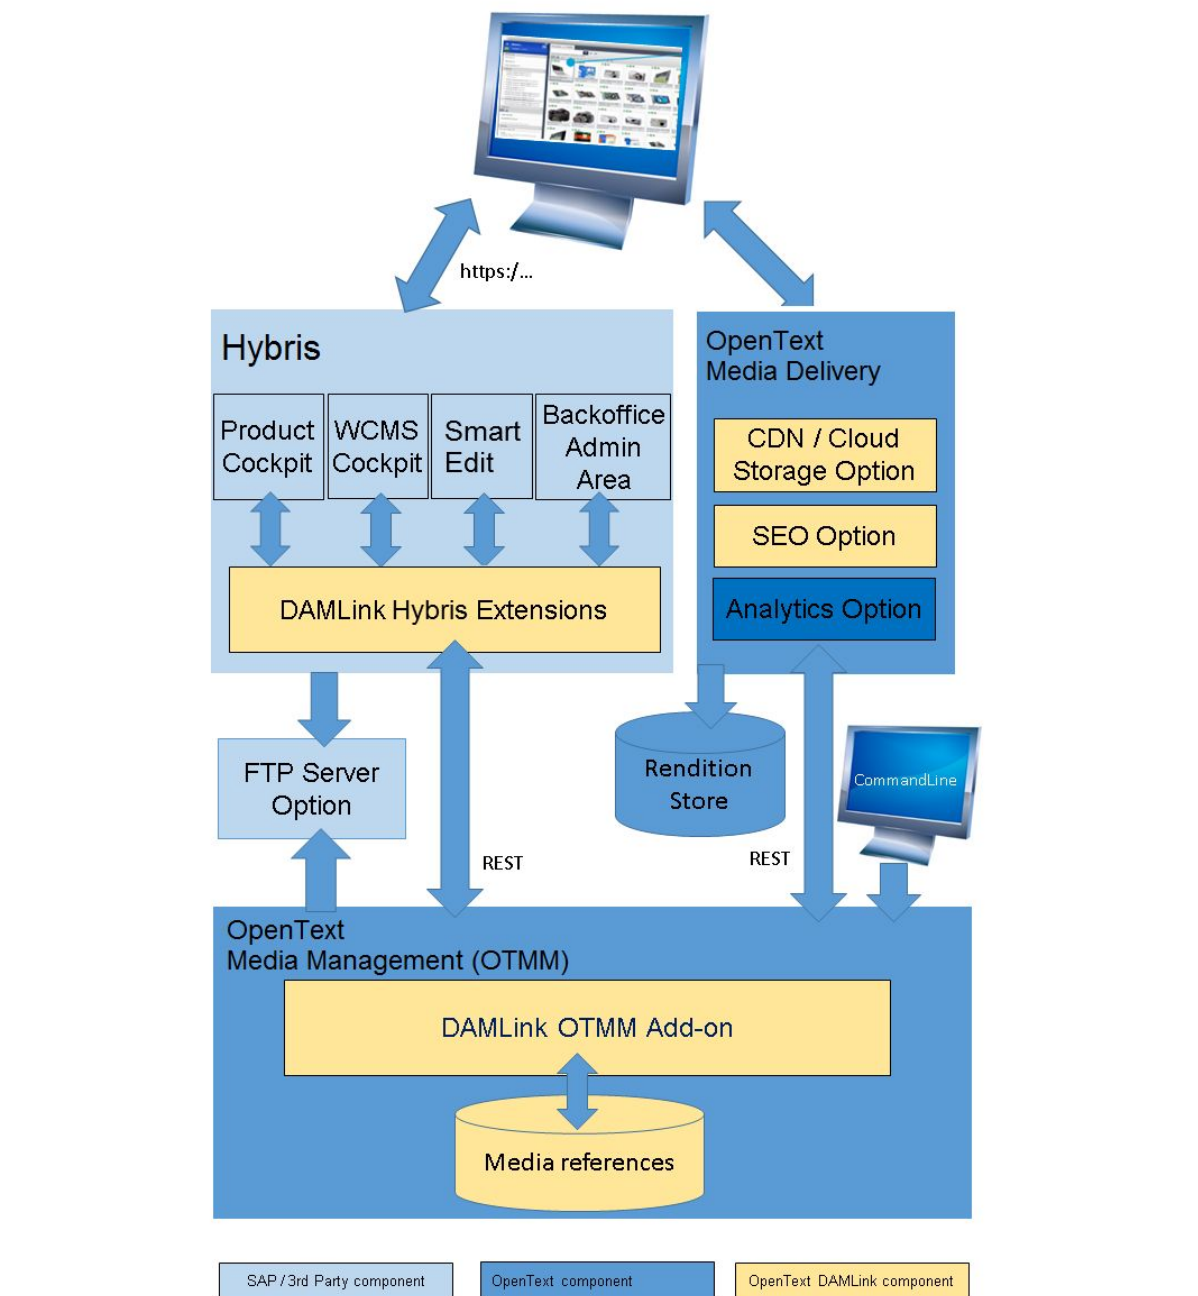 https:/...
Hybris
Product
Cockpit
WCMS
Cockpit
Smart
Edit
Backoffice
Admin
Area
DAMLink Hybris Extensions
OpenText
Media Delivery
CDN / Cloud
Storage Option
SEO Option
Analytics Option
FTP Server
Option
REST
Rendition
Store
REST
CommandLine
OpenText
Media Management (OTMM)
DAMLink OTMM Add-on
Media references
SAP / 3rd Party component
OpenText component
OpenText DAMLink component